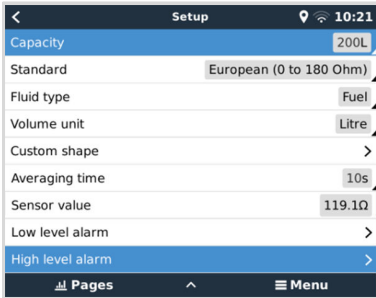 Setup 10:21
Capacity 200L
Standard European (0 to 180 Ohm)
Fluid type Fuel
Volume unit Litre
Custom shape
Averaging time 10s
Sensor value 119.1Ω
Low level alarm
High level alarm
Pages Menu